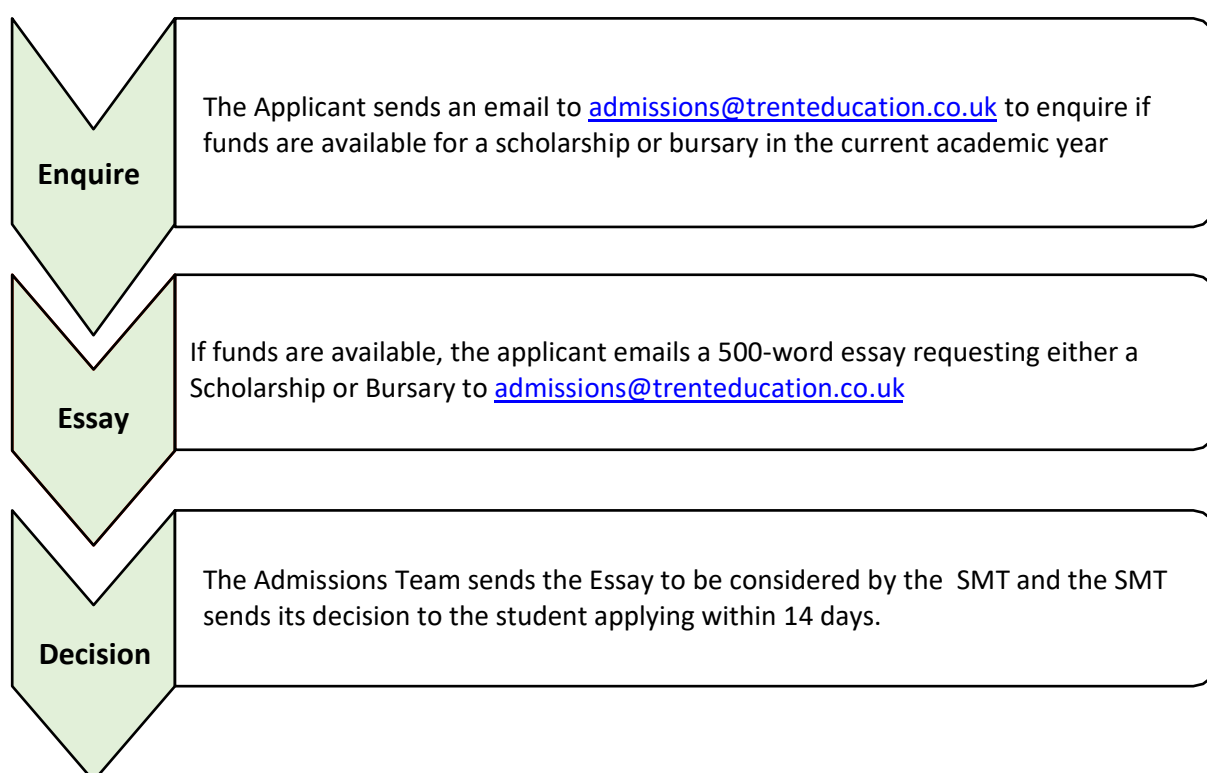 Enquire
The Applicant sends an email to admissions@trenteducation.co.uk to enquire if
funds are available for a scholarship or bursary in the current academic year
Essay
If funds are available, the applicant emails a 500-word essay requesting either a
Scholarship or Bursary to admissions@trenteducation.co.uk
Decision
The Admissions Team sends the Essay to be considered by the  SMT and the SMT
sends its decision to the student applying within 14 days.